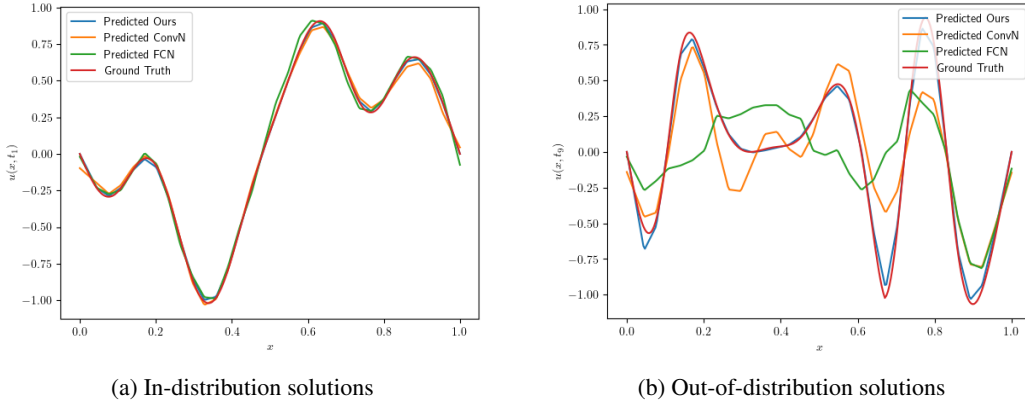 1.00
0.75
0.50
0.25
0.00
−0.25
−0.50
−0.75
−1.00
u(x, t₁)
Predicted Ours
Predicted ConvN
Predicted FCN
Ground Truth
0.0 0.2 0.4 0.6 0.8 1.0
x
(a) In-distribution solutions
0.75
0.50
0.25
0.00
−0.25
−0.50
−0.75
−1.00
u(x, t₉)
Predicted Ours
Predicted ConvN
Predicted FCN
Ground Truth
0.0 0.2 0.4 0.6 0.8 1.0
x
(b) Out-of-distribution solutions